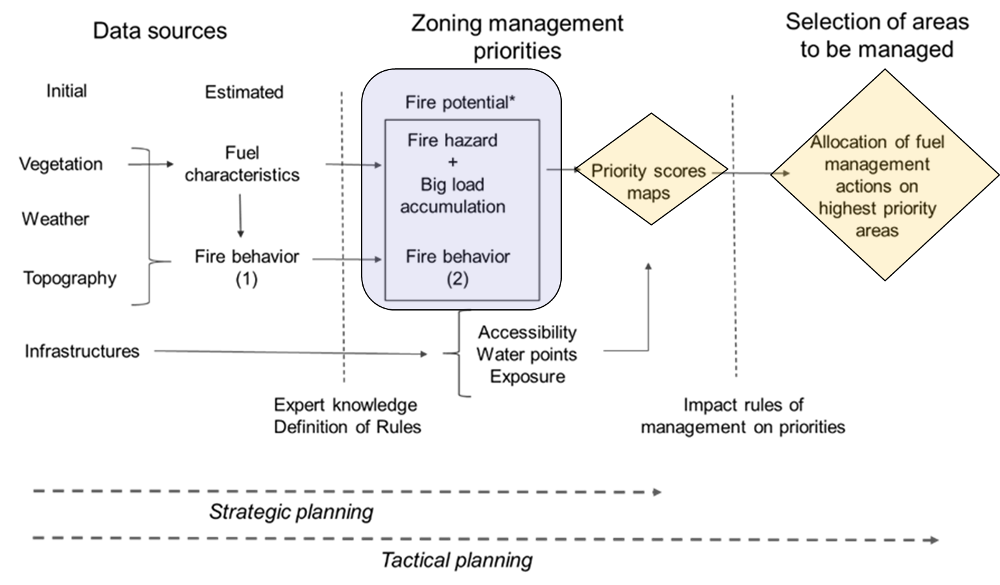 Data sources
Zoning management
priorities
Selection of areas
to be managed
Initial
Estimated
Vegetation
Weather
Topography
Infrastructures
Fuel
characteristics
Fire behavior
(1)
Fire potential*
Fire hazard
+
Big load
accumulation
Fire behavior
(2)
Accessibility
Water points
Exposure
Priority scores
maps
Allocation of fuel
management
actions on
highest priority
areas
Expert knowledge
Definition of Rules
Impact rules of
management on priorities
Strategic planning
Tactical planning